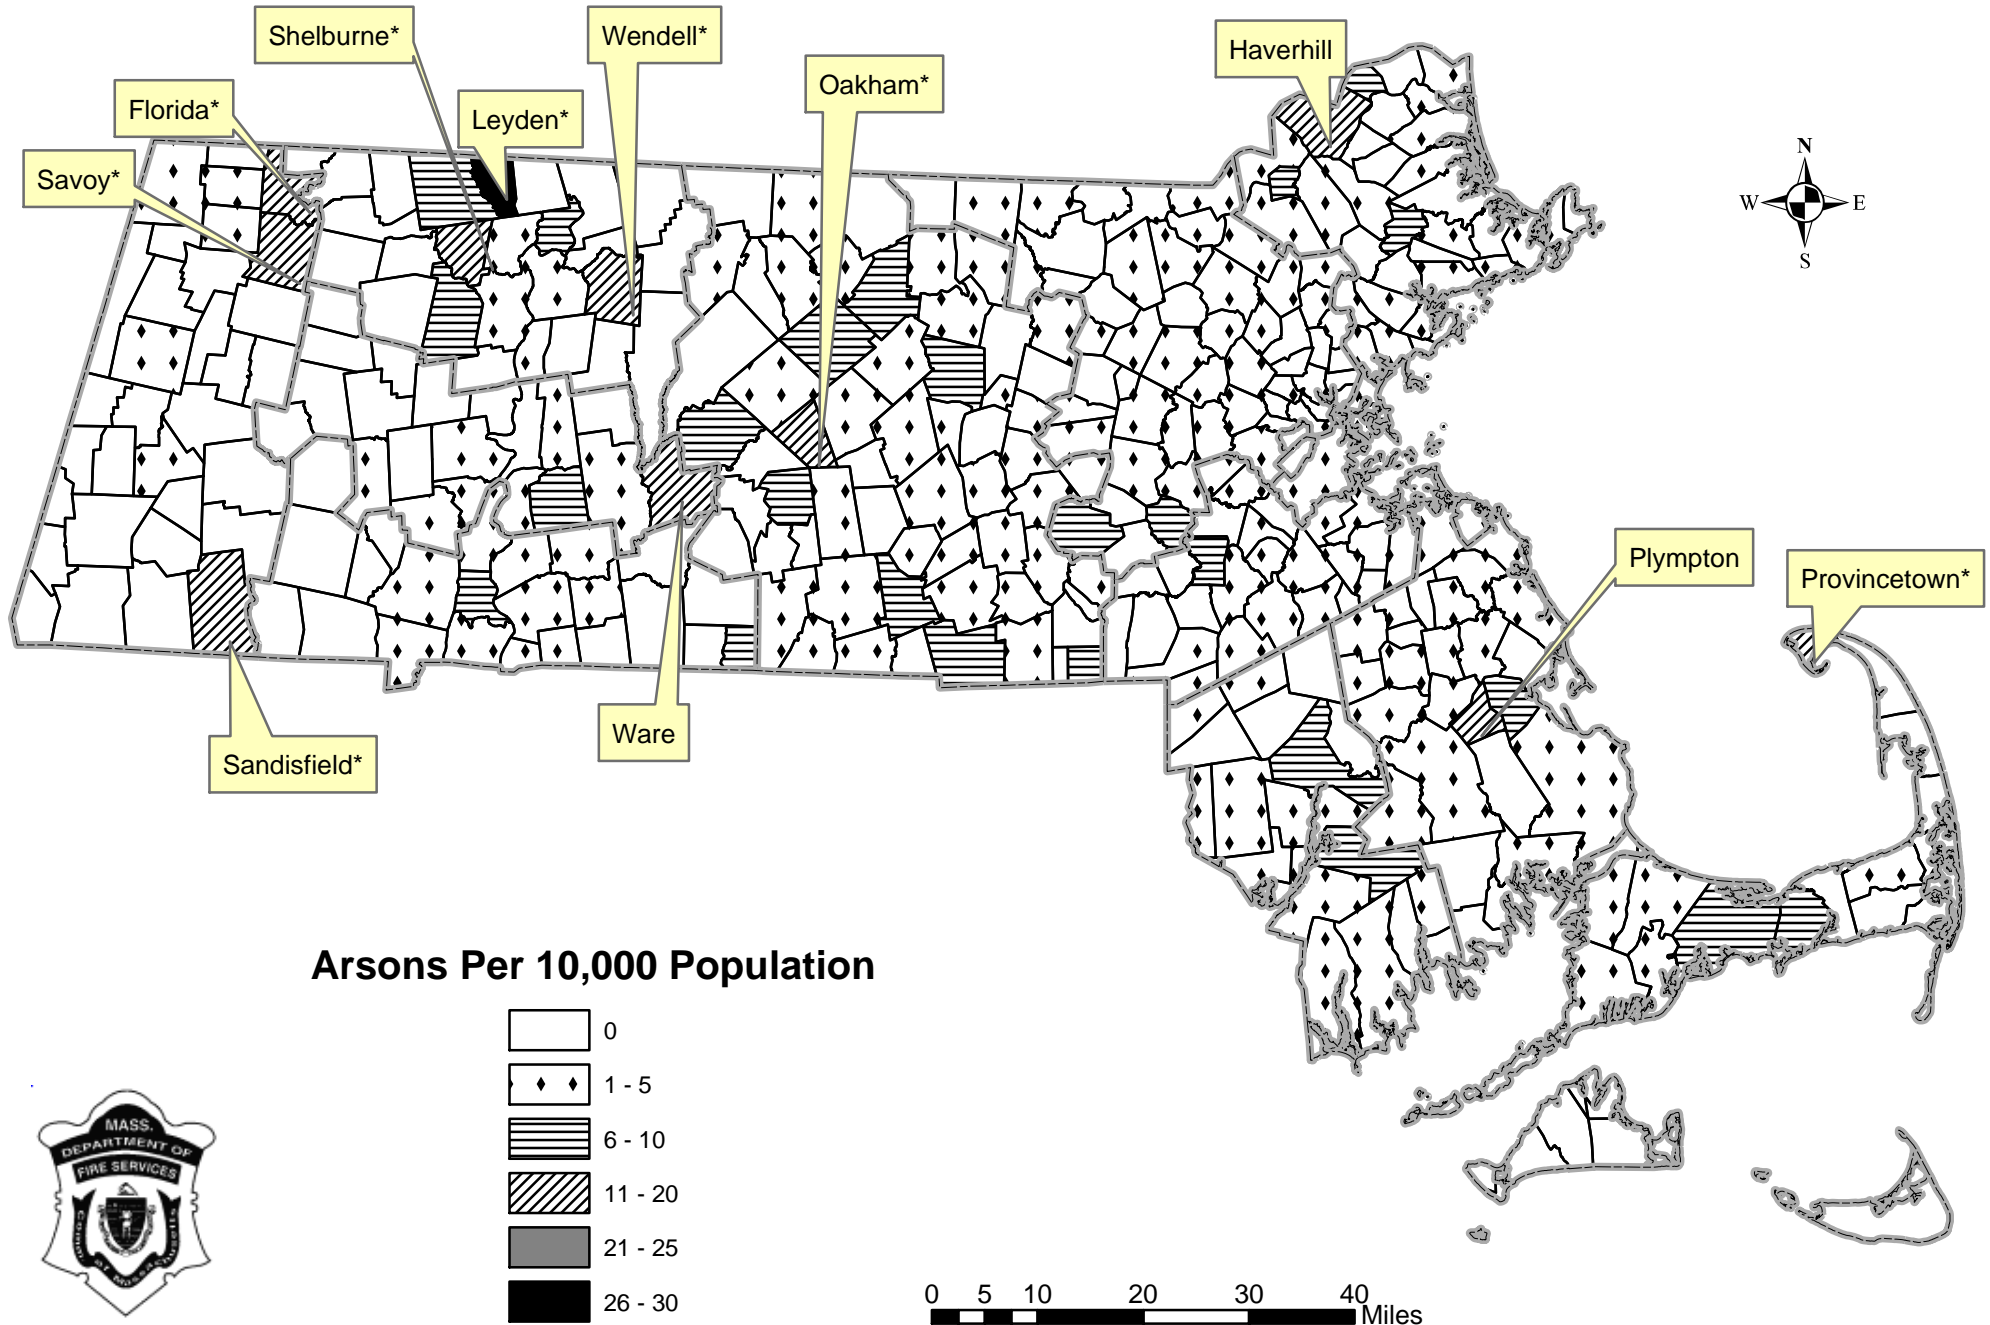 Shelburne*
Wendell*
Haverhill
Oakham*
Florida*
Leyden*
Savoy*
N
W E
S
Plympton
Provincetown*
Ware
Sandisfield*
Arsons Per 10,000 Population
0
1 - 5
6 - 10
11 - 20
21 - 25
26 - 30
MASS.
DEPARTMENT OF
FIRE SERVICES
of Massachusetts
0 5 10 20 30 40
Miles